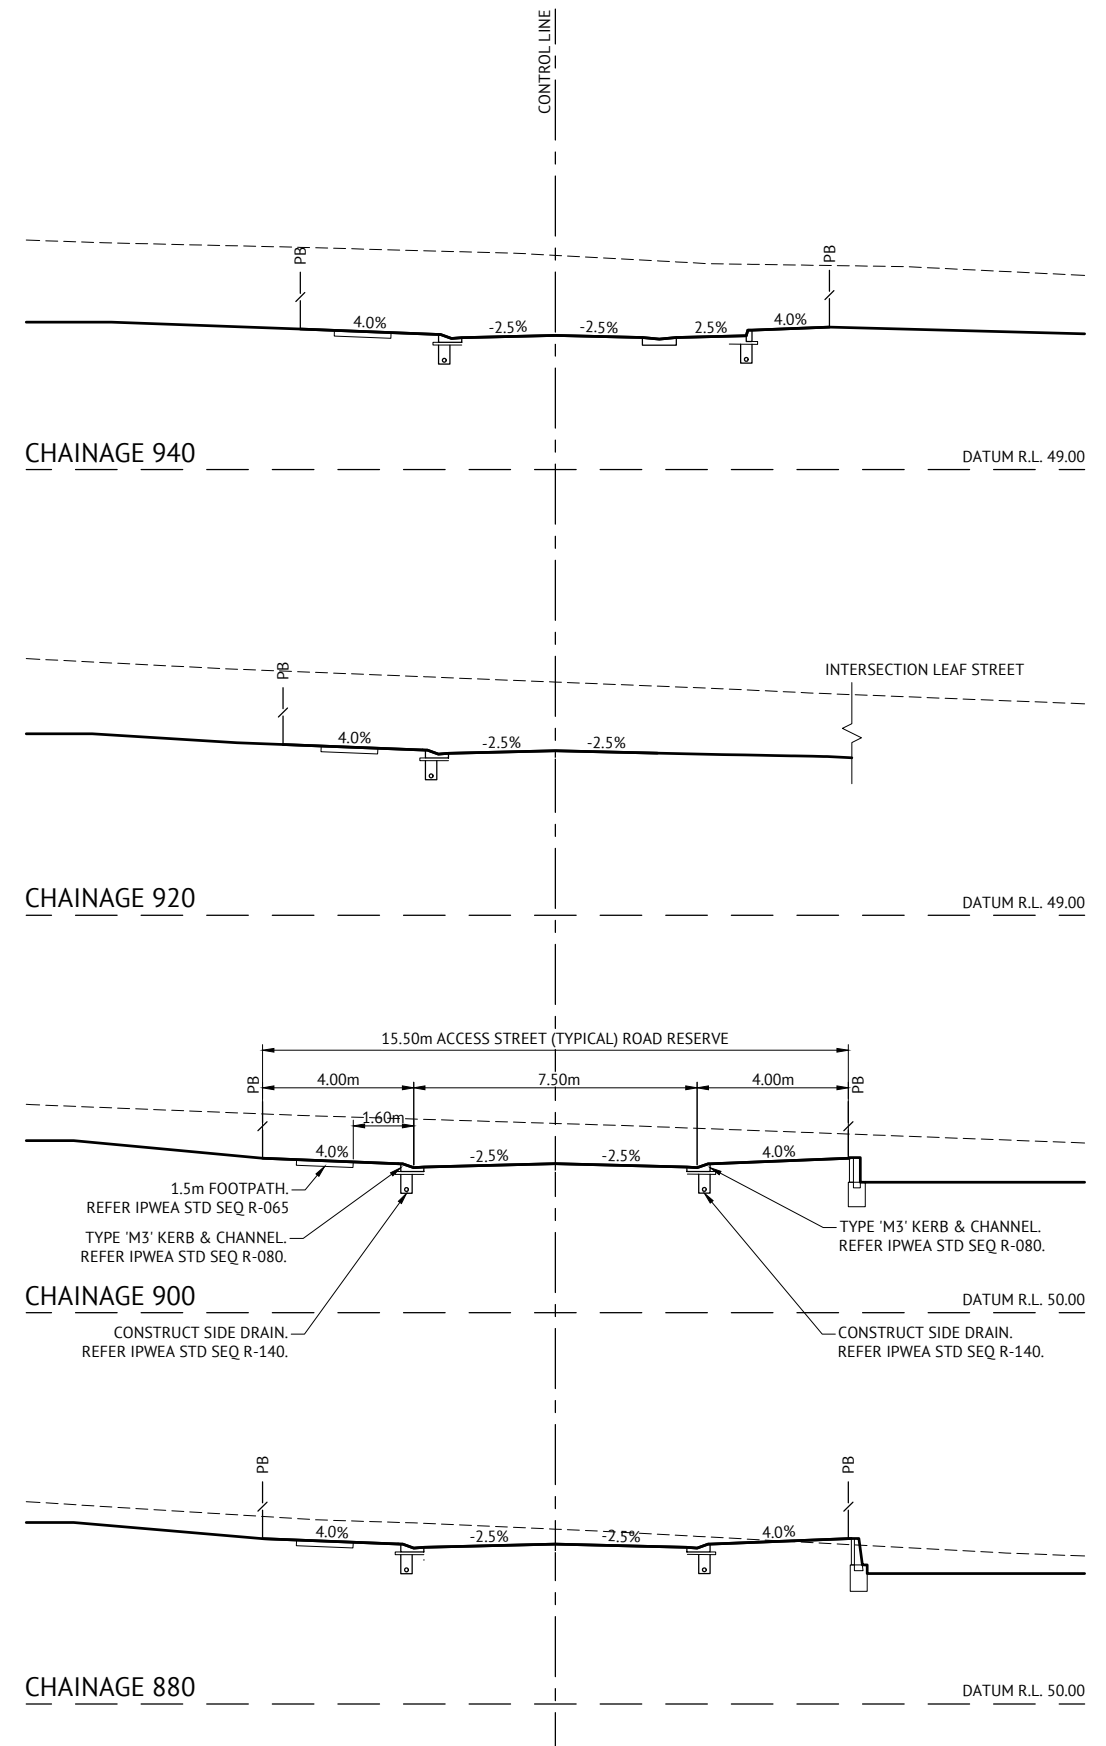 CONTROL LINE
PB
PB
4.0%
-2.5%
-2.5%
2.5%
4.0%
CHAINAGE 940
DATUM R.L. 49.00
PB
INTERSECTION LEAF STREET
4.0%
-2.5%
-2.5%
CHAINAGE 920
DATUM R.L. 49.00
15.50m ACCESS STREET (TYPICAL) ROAD RESERVE
PB
4.00m
7.50m
4.00m
PB
1.60m
4.0%
-2.5%
-2.5%
4.0%
1.5m FOOTPATH.
REFER IPWEA STD SEQ R-065
TYPE 'M3' KERB & CHANNEL.
REFER IPWEA STD SEQ R-080.
TYPE 'M3' KERB & CHANNEL.
REFER IPWEA STD SEQ R-080.
CHAINAGE 900
DATUM R.L. 50.00
CONSTRUCT SIDE DRAIN.
REFER IPWEA STD SEQ R-140.
CONSTRUCT SIDE DRAIN.
REFER IPWEA STD SEQ R-140.
PB
PB
4.0%
-2.5%
-2.5%
4.0%
CHAINAGE 880
DATUM R.L. 50.00